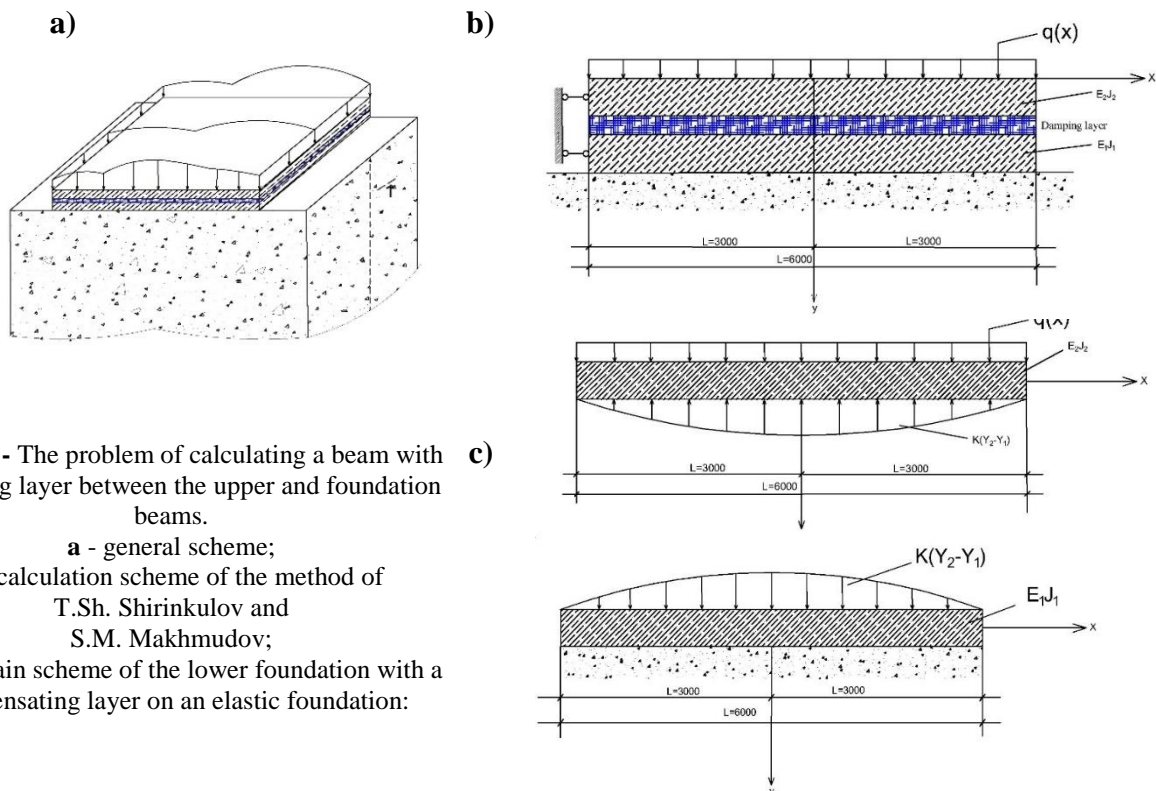 a)
T
b)
q(x)
X
E₂J₂
Damping layer
E₁J₁
L=3000 L=3000
L=6000
y
q(x)
E₂J₂
X
K(Y₂-Y₁)
L=3000 L=3000
L=6000
- The problem of calculating a beam with
layer between the upper and foundation
beams.
a - general scheme;
calculation scheme of the method of
T.Sh. Shirinkulov and
S.M. Makhmudov;
scheme of the lower foundation with a
layer on an elastic foundation:
c)
K(Y₂-Y₁)
E₁J₁
X
L=3000 L=3000
L=6000